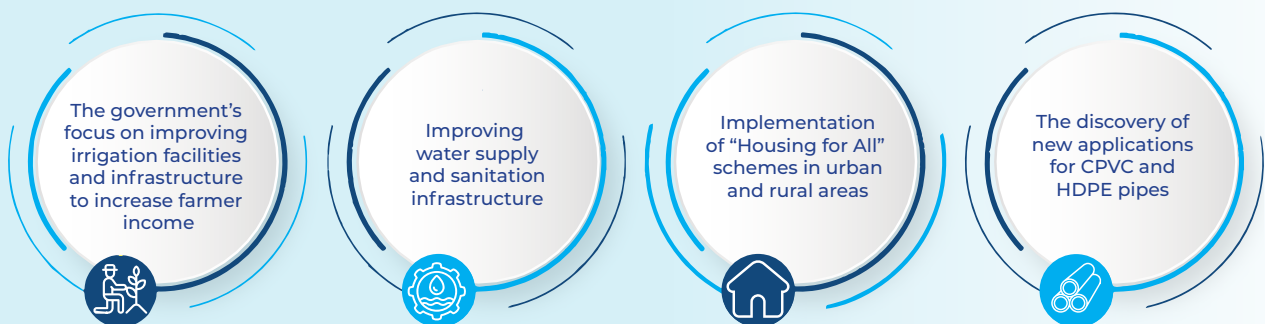 The government’s
focus on improving
irrigation facilities
and infrastructure
to increase farmer
income
Improving
water supply
and sanitation
infrastructure
Implementation
of “Housing for All”
schemes in urban
and rural areas
The discovery of
new applications
for CPVC and
HDPE pipes